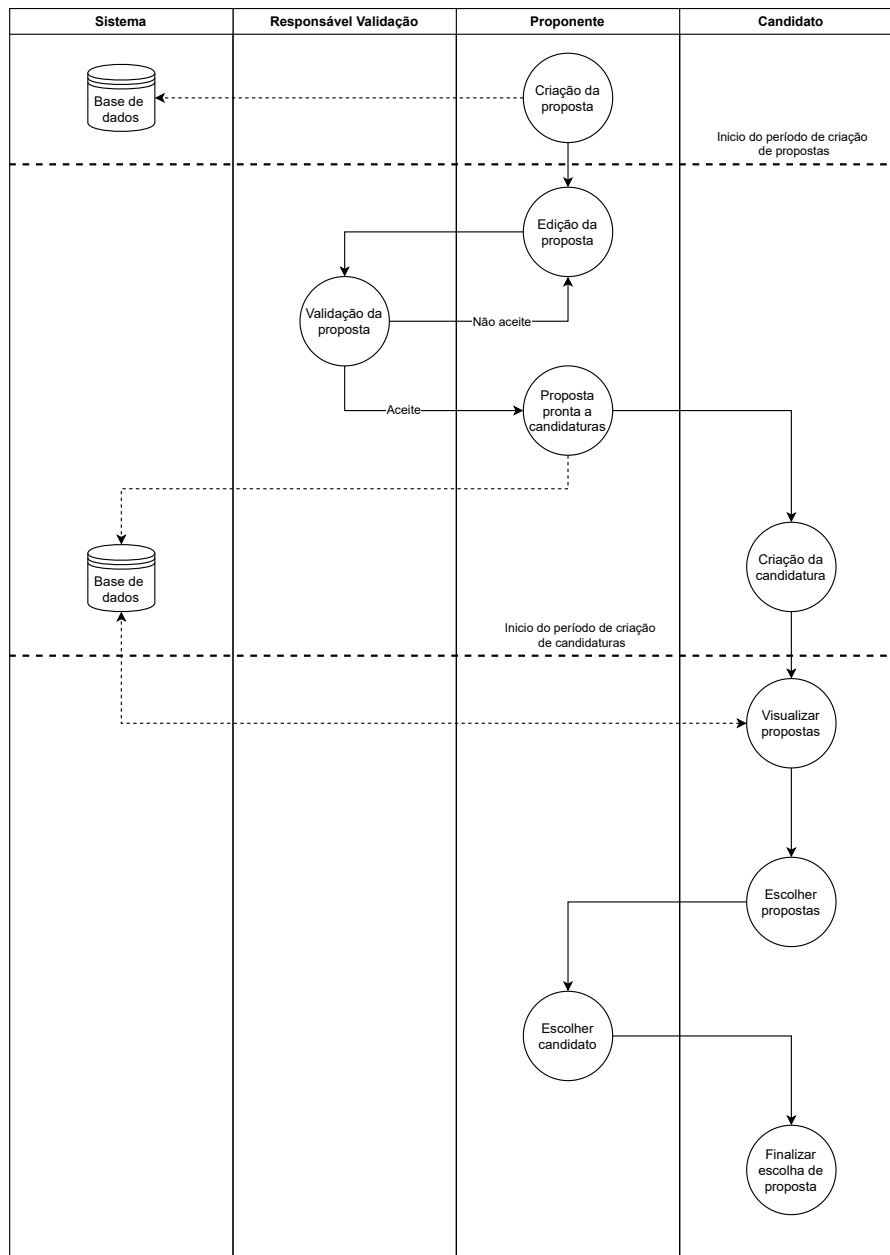 Sistema
Responsável Validação
Proponente
Candidato
Base de
dados
Criação da
proposta
Inicio do período de criação
de propostas
Edição da
proposta
Validação da
proposta
Não aceite
Aceite
Proposta
pronta a
candidaturas
Base de
dados
Criação da
candidatura
Inicio do período de criação
de candidaturas
Visualizar
propostas
Escolher
propostas
Escolher
candidato
Finalizar
escolha de
proposta